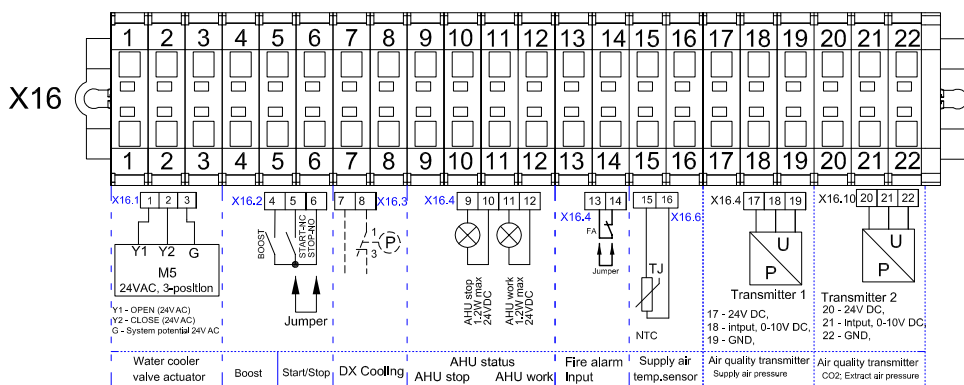 1 2 3 4 5 6 7 8 9 10 11 12 13 14 15 16 17 18 19 20 21 22
X16
1 2 3 4 5 6 7 8 9 10 11 12 13 14 15 16 17 18 19 20 21 22
X16.1 1 2 3
X16.2 4 5 6
7 8 X16.3
X16.4 9 10 11 12
13 14
X16.4
15 16
X16.6
X16.4 17 18 19
X16.10 20 21 22
Y1 Y2 G
M5
24VAC, 3-position
Y1 - OPEN (24VAC)
Y2 - CLOSE (24VAC)
G - System potential 24VAC
BOOST
START-NC
STOP-NO
Jumper
1
3
P
AHU stop
1.2W max
24VDC
AHU work
1.2W max
24VDC
FA
Jumper
TJ
NTC
U
P
Transmitter 1
17 - 24V DC,
18 - intput, 0-10V DC,
19 - GND,
U
P
Transmitter 2
20 - 24V DC,
21 - Intput, 0-10V DC,
22 - GND,
Water cooler
valve actuator
Boost
Start/Stop
DX Cooling
AHU status
AHU stop AHU work
Fire alarm
Input
Supply air
temp.sensor
Air quality transmitter
Supply air pressure
Air quality transmitter
CO2; Extract air pressure